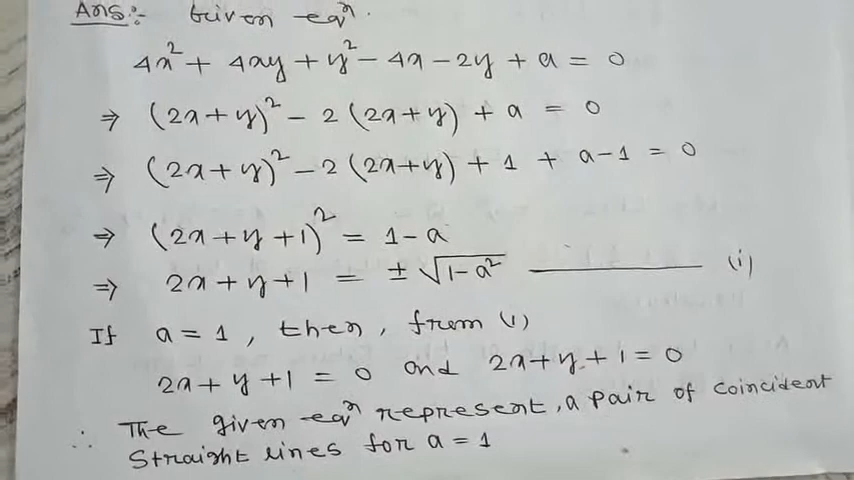 Ans:- Given eqⁿ.
4x² + 4xy + y² - 4x - 2y + a = 0
⇒ (2x + y)² - 2 (2x + y) + a = 0
⇒ (2x + y)² - 2 (2x + y) + 1 + a - 1 = 0
⇒ (2x + y + 1)² = 1 - a
⇒ 2x + y + 1 = ± √(1 - a²) ——— (i)
If a = 1, then, from (i)
2x + y + 1 = 0 and 2x + y + 1 = 0
∴ The given eqⁿ represent, a pair of coincident
straight lines for a = 1